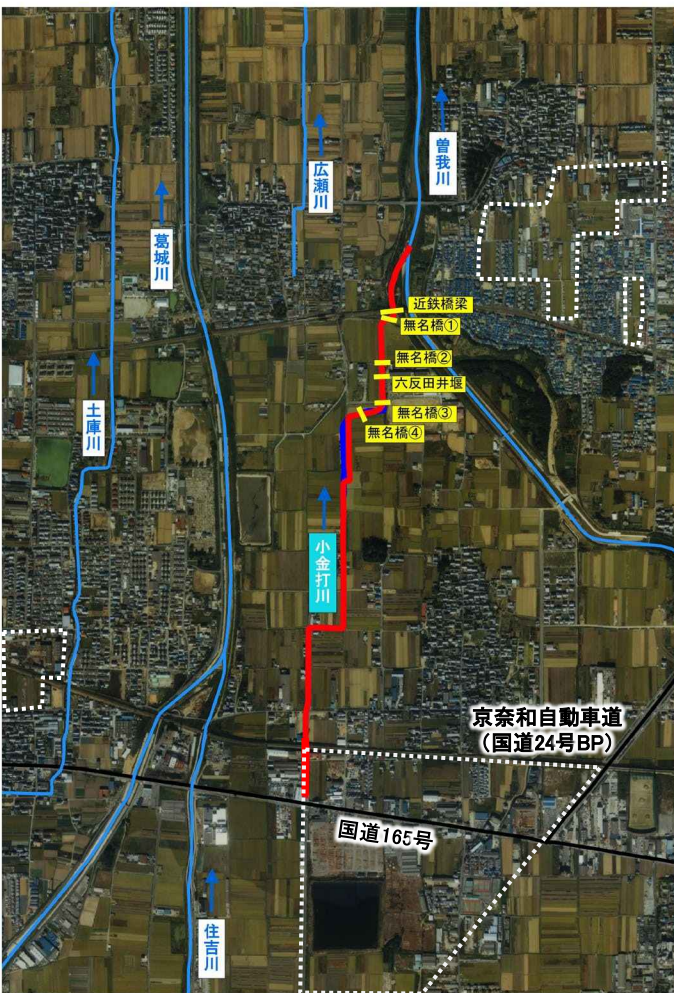 曽我川
広瀬川
葛城川
近鉄橋梁
無名橋①
無名橋②
六反田井堰
土庫川
無名橋③
無名橋④
小金打川
京奈和自動車道
(国道24号BP)
国道165号
住吉川